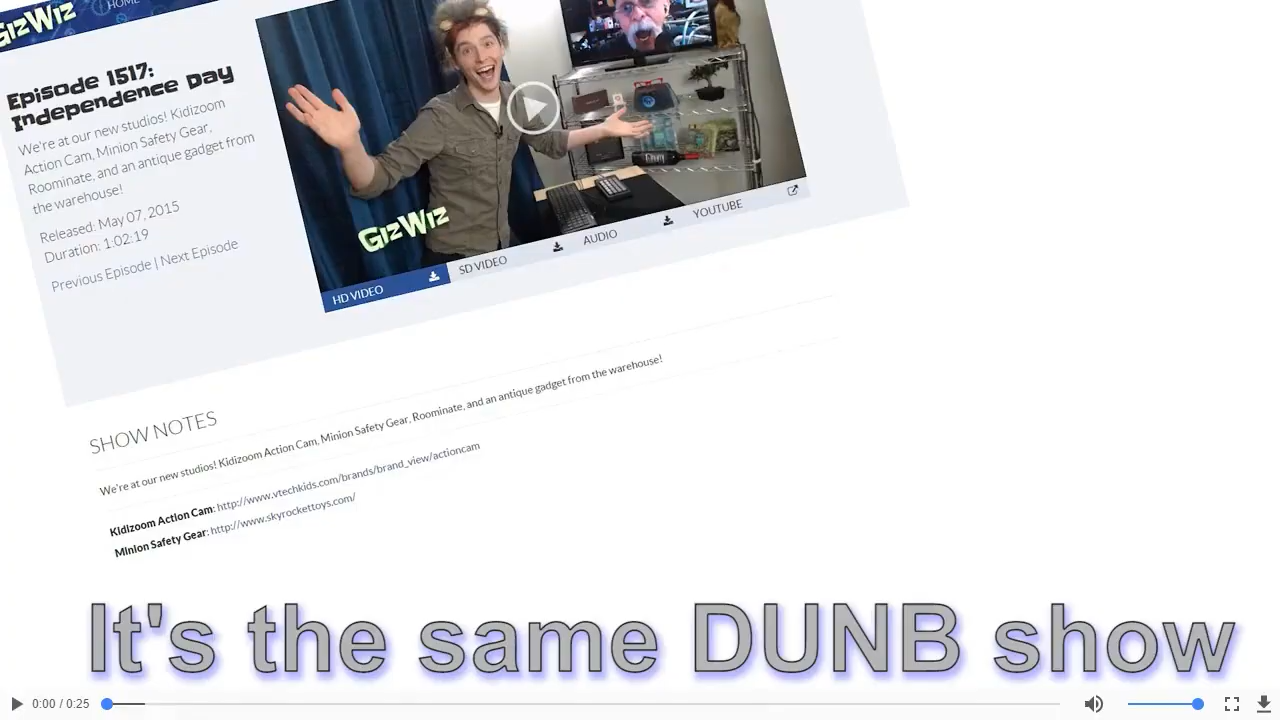 GizWiz
HOME
Episode 1517:
Independence Day
We're at our new studios! Kidizoom
Action Cam, Minion Safety Gear,
Roominate, and an antique gadget from
the warehouse!
Released: May 07, 2015
Duration: 1:02:19
Previous Episode | Next Episode
GizWiz
HD VIDEO
SD VIDEO
AUDIO
YOUTUBE
SHOW NOTES
We're at our new studios! Kidizoom Action Cam, Minion Safety Gear, Roominate, and an antique gadget from the warehouse!
Kidizoom Action Cam: http://www.vtechkids.com/brands/brand_view/actioncam
Minion Safety Gear: http://www.skyrockettoys.com/
It's the same DUNB show
0:00 / 0:25